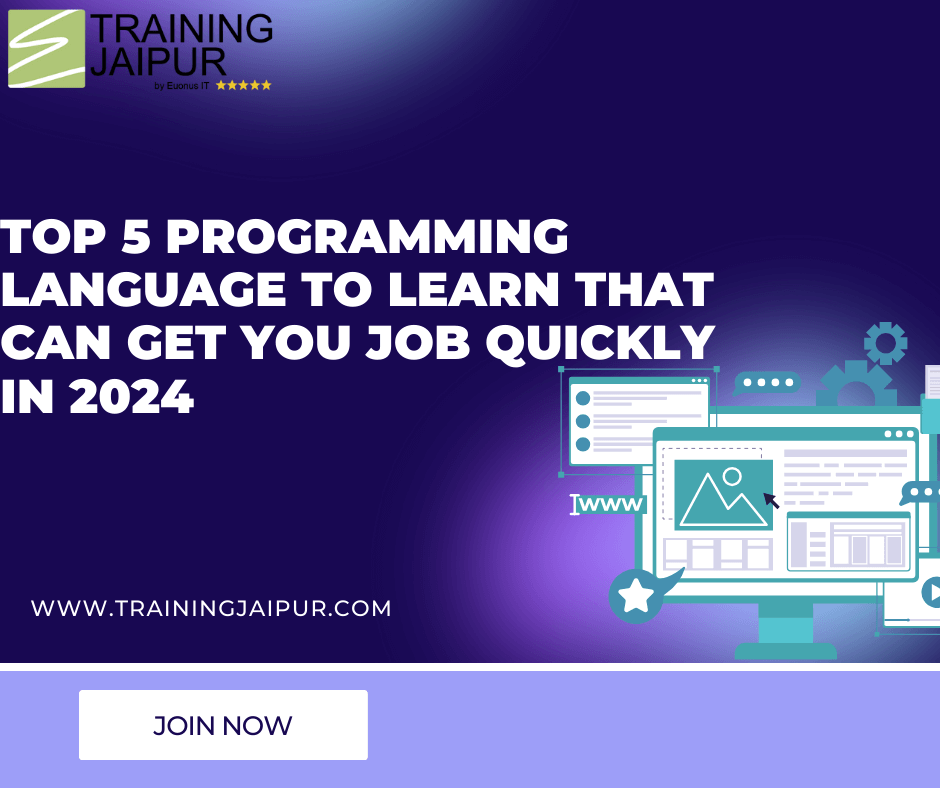 TRAINING
JAIPUR
by Euonus IT
TOP 5 PROGRAMMING
LANGUAGE TO LEARN THAT
CAN GET YOU JOB QUICKLY
IN 2024
WWW
WWW.TRAININGJAIPUR.COM
JOIN NOW